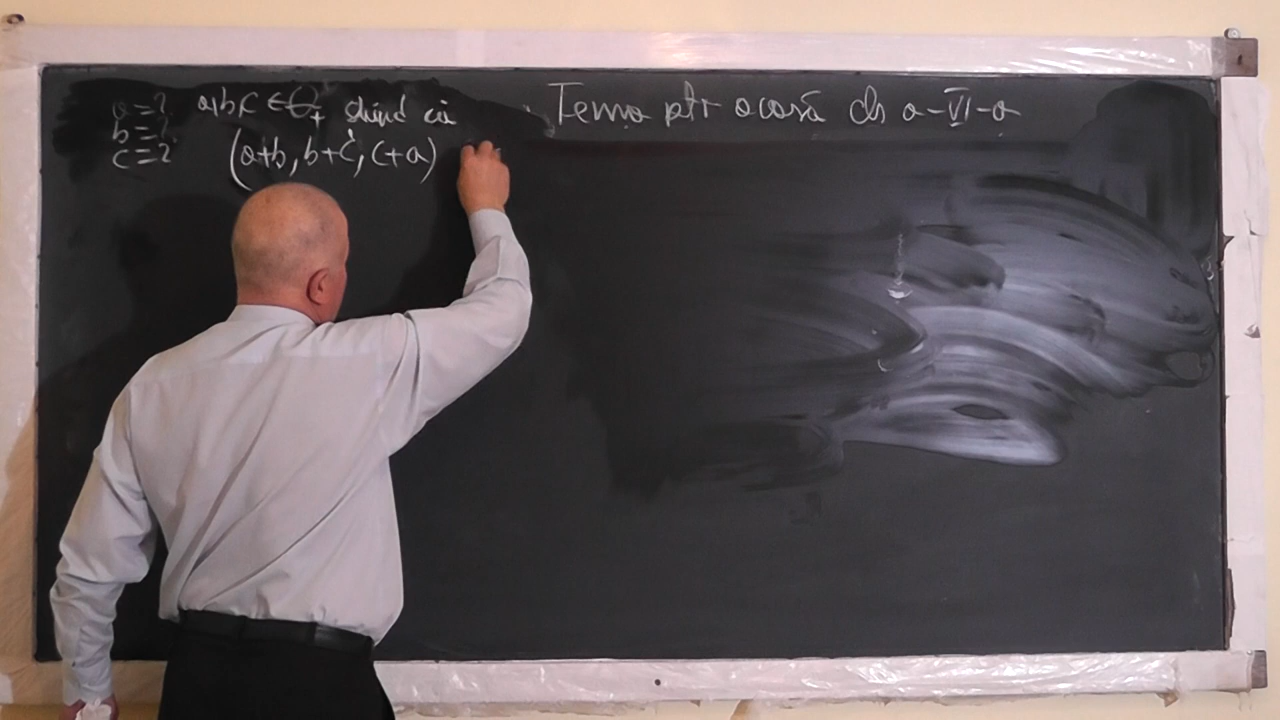 a=? a,b,c ∈ Q₊ știind că
b=? (a+b, b+c, c+a)
c=?
Tema ptr acasă cls a-VI-a